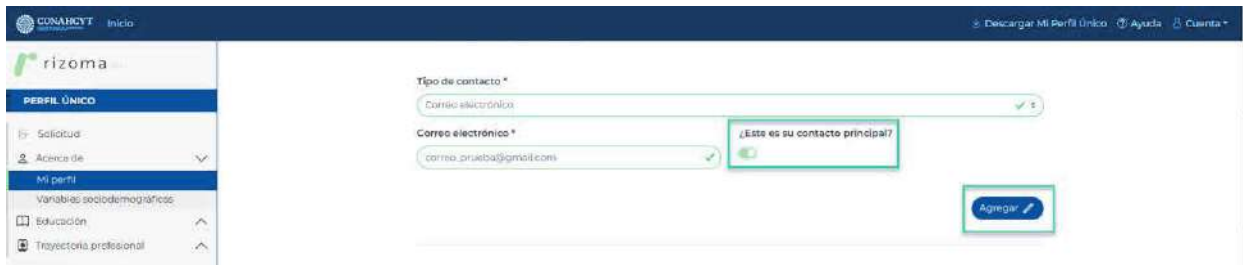 CONAHCYT Inicio Descargar Mi Perfil Único Ayuda Cuenta
rizoma
PERFIL ÚNICO
Solicitud
Acerca de
Mi perfil
Variables sociodemográficas
Educación
Trayectoria profesional
Tipo de contacto *
Correo electrónico
Correo electrónico * ¿Este es su contacto principal?
correo_prueba@gmail.com
Agregar